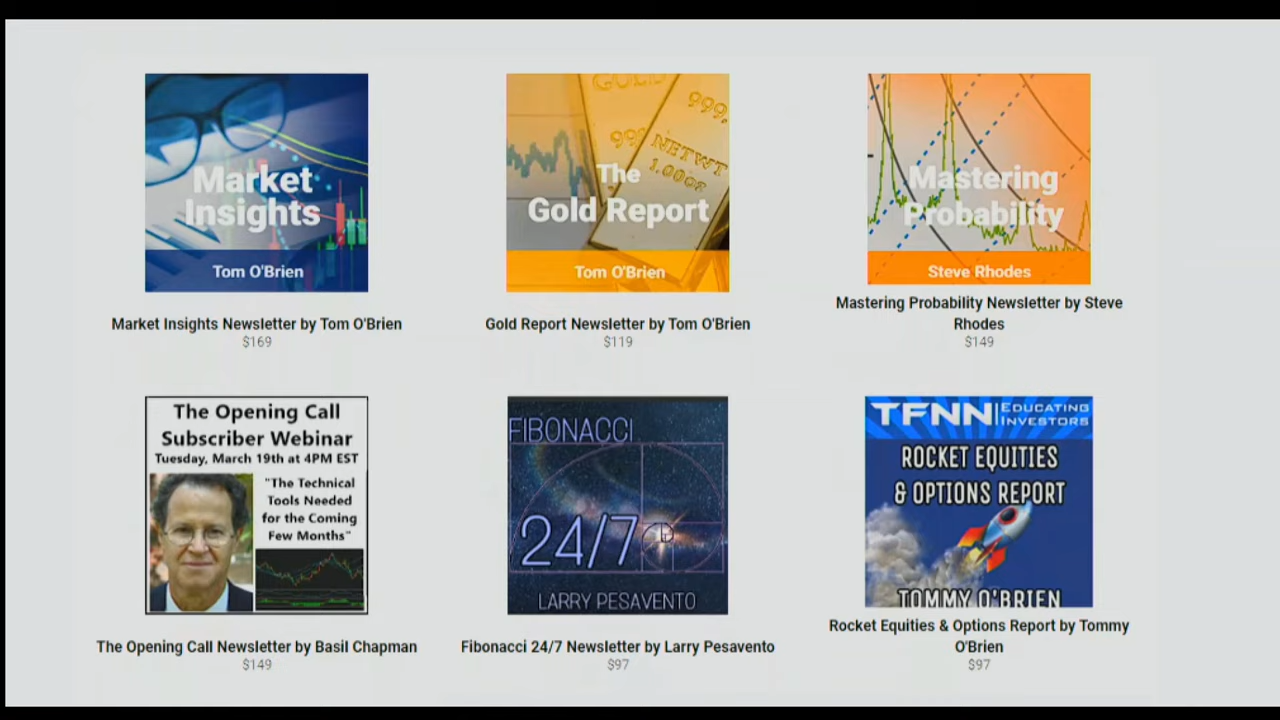 GOLD
999.
999
NETWT
1.00oz
Market
Insights
Tom O'Brien
The
Gold Report
Tom O'Brien
Mastering
Probability
Steve Rhodes
Market Insights Newsletter by Tom O'Brien
$169
Gold Report Newsletter by Tom O'Brien
$119
Mastering Probability Newsletter by Steve
Rhodes
$149
The Opening Call
Subscriber Webinar
Tuesday, March 19th at 4PM EST
"The Technical
Tools Needed
for the Coming
Few Months"
FIBONACCI
24/7
LARRY PESAVENTO
TFNN EDUCATING
INVESTORS
ROCKET EQUITIES
& OPTIONS REPORT
TOMMY O'BRIEN
The Opening Call Newsletter by Basil Chapman
$149
Fibonacci 24/7 Newsletter by Larry Pesavento
$97
Rocket Equities & Options Report by Tommy
O'Brien
$97